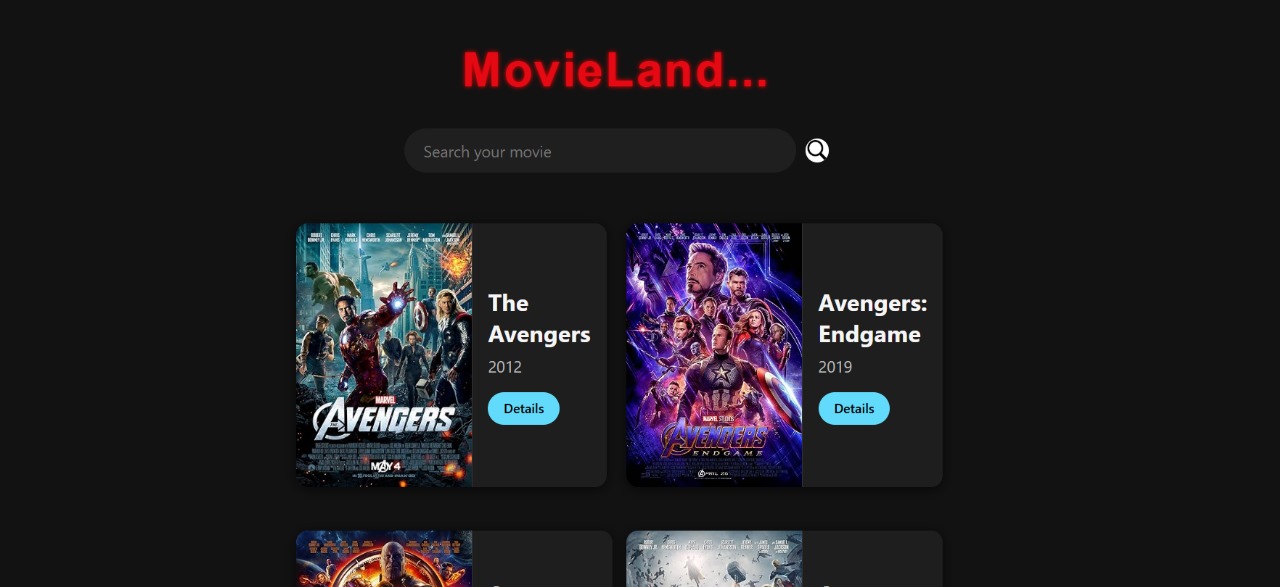 MovieLand...
Search your movie
The
Avengers
2012
Details
Avengers:
Endgame
2019
Details
MARVEL
AVENGERS
MAY 4
MARVEL STUDIOS
AVENGERS
ENDGAME
APRIL 26